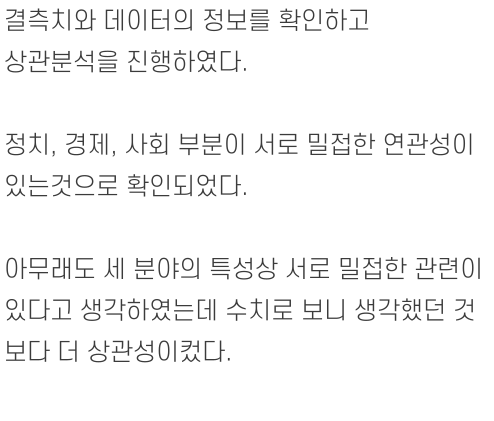 결측치와 데이터의 정보를 확인하고
상관분석을 진행하였다.
정치, 경제, 사회 부분이 서로 밀접한 연관성이
있는것으로 확인되었다.
아무래도 세 분야의 특성상 서로 밀접한 관련이
있다고 생각하였는데 수치로 보니 생각했던 것
보다 더 상관성이컸다.